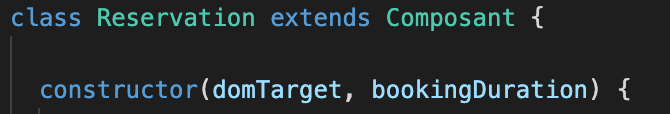 class Reservation extends Composant {
constructor(domTarget, bookingDuration) {